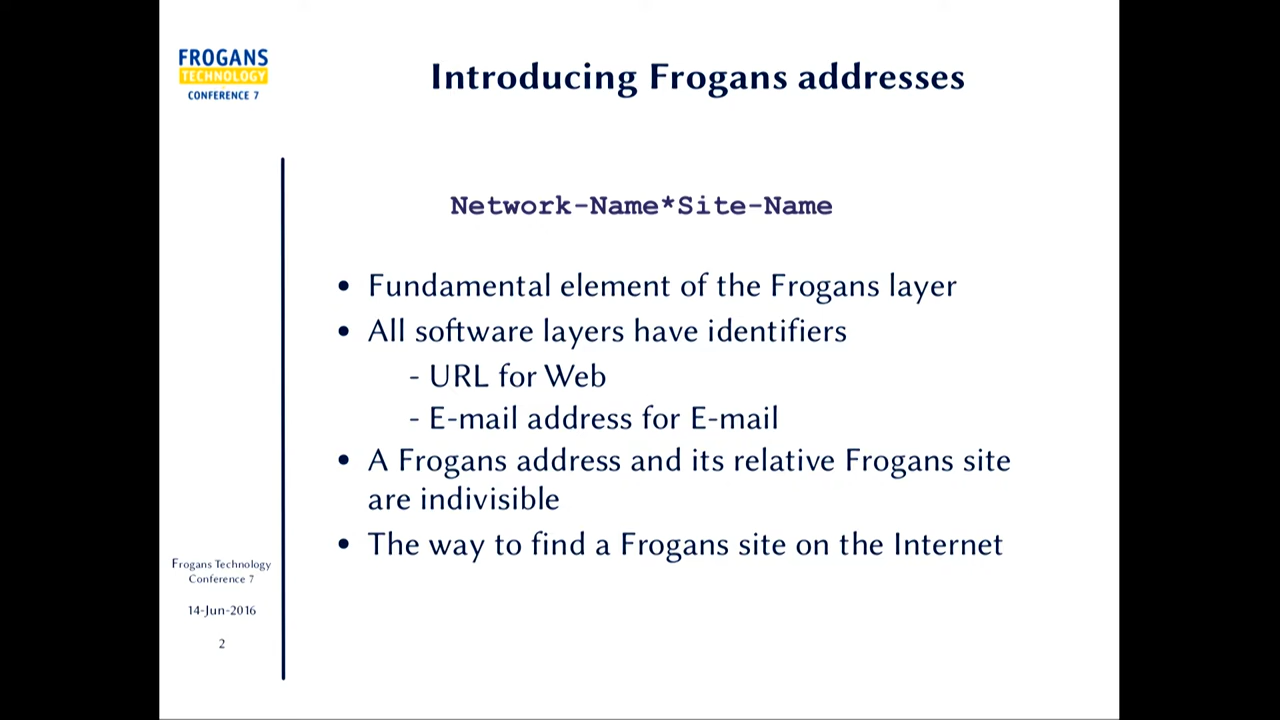 FROGANS
TECHNOLOGY
CONFERENCE 7
Introducing Frogans addresses
Network-Name*Site-Name
• Fundamental element of the Frogans layer
• All software layers have identifiers
- URL for Web
- E-mail address for E-mail
• A Frogans address and its relative Frogans site
are indivisible
• The way to find a Frogans site on the Internet
Frogans Technology
Conference 7
14-Jun-2016
2